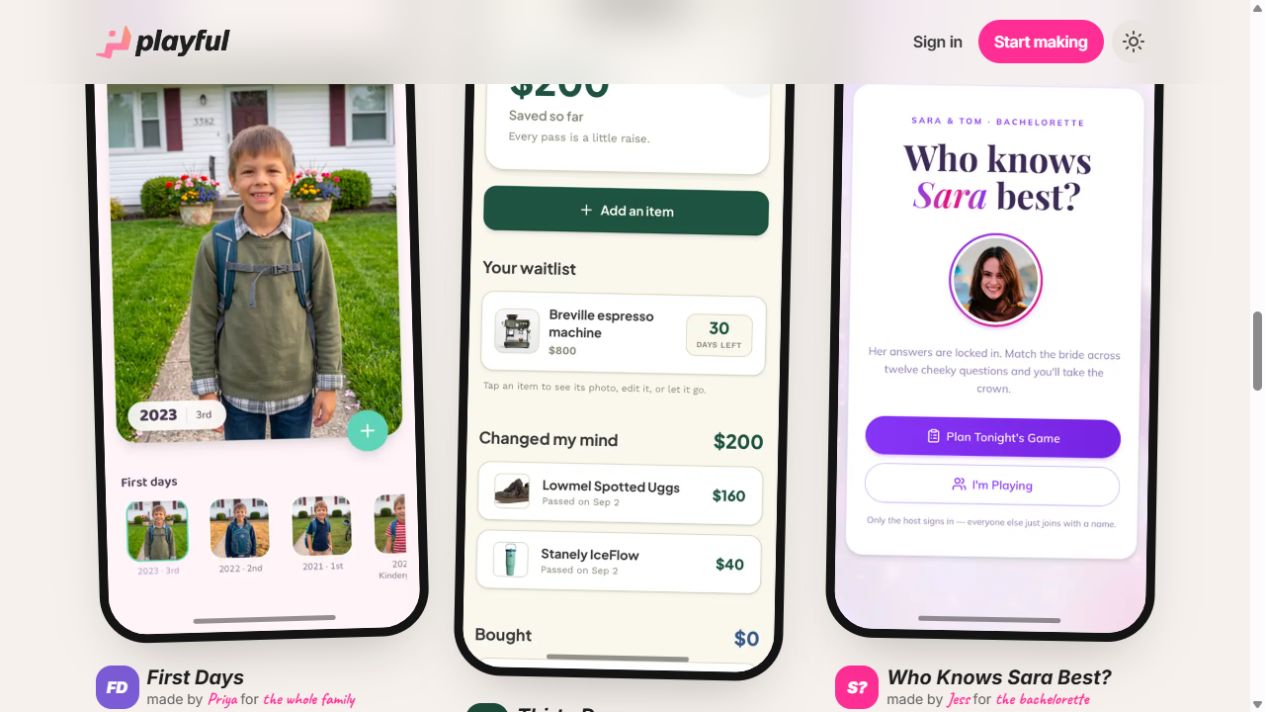 playful
Sign in
Start making
3382
2023
3rd
First days
2023 · 3rd
2022 · 2nd
2021 · 1st
202
Kinder
FD
First Days
made by Priya for the whole family
$200
Saved so far
Every pass is a little raise.
+ Add an item
Your waitlist
Breville espresso
machine
$800
30
DAYS LEFT
Tap an item to see its photo, edit it, or let it go.
Changed my mind
$200
Lowmel Spotted Uggs
Passed on Sep 2
$160
Stanely IceFlow
Passed on Sep 2
$40
Bought
$0
SARA & TOM · BACHELORETTE
Who knows
Sara best?
Her answers are locked in. Match the bride across
twelve cheeky questions and you'll take the
crown.
Plan Tonight's Game
I'm Playing
Only the host signs in — everyone else just joins with a name.
S?
Who Knows Sara Best?
made by Jess for the bachelorette